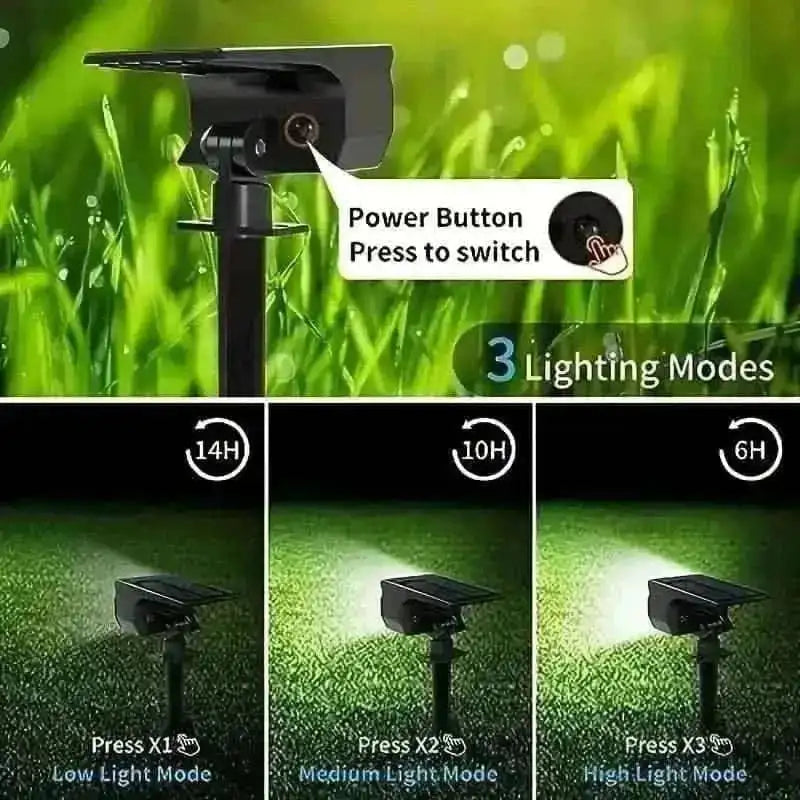 Power Button
Press to switch
3 Lighting Modes
14H
10H
6H
Press X1
Low Light Mode
Press X2
Medium Light Mode
Press X3
High Light Mode